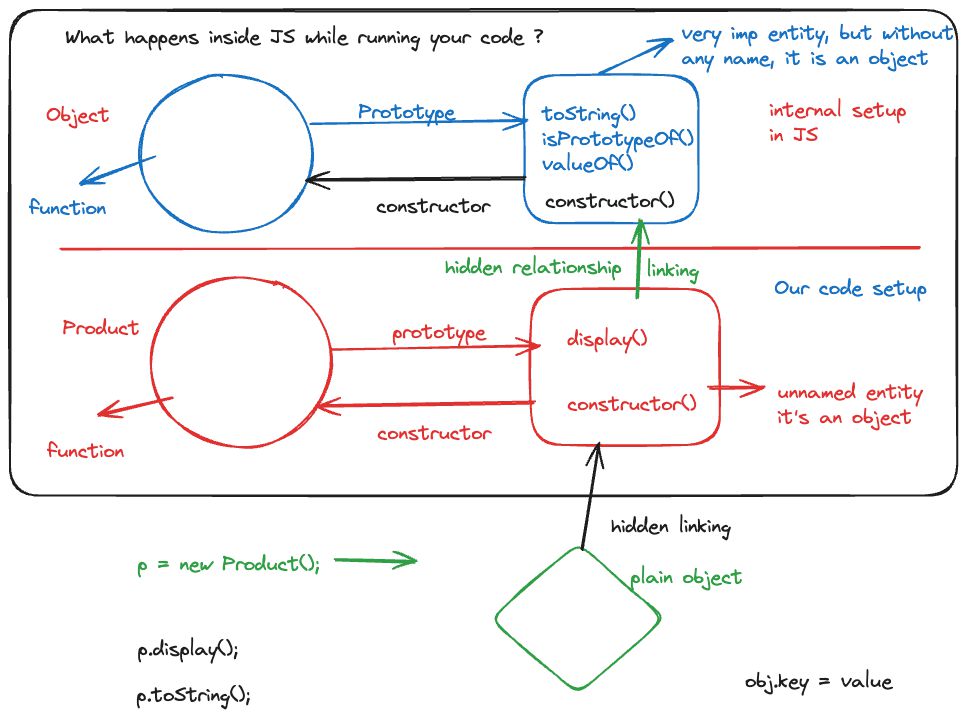 What happens inside JS while running your code ?
very imp entity, but without
any name, it is an object
Object
Prototype
toString()
isPrototypeOf()
valueOf()
constructor()
internal setup
in JS
function
constructor
hidden relationship
linking
Our code setup
Product
prototype
display()
constructor()
unnamed entity
it's an object
constructor
function
hidden linking
p = new Product();
plain object
p.display();
p.toString();
obj.key = value